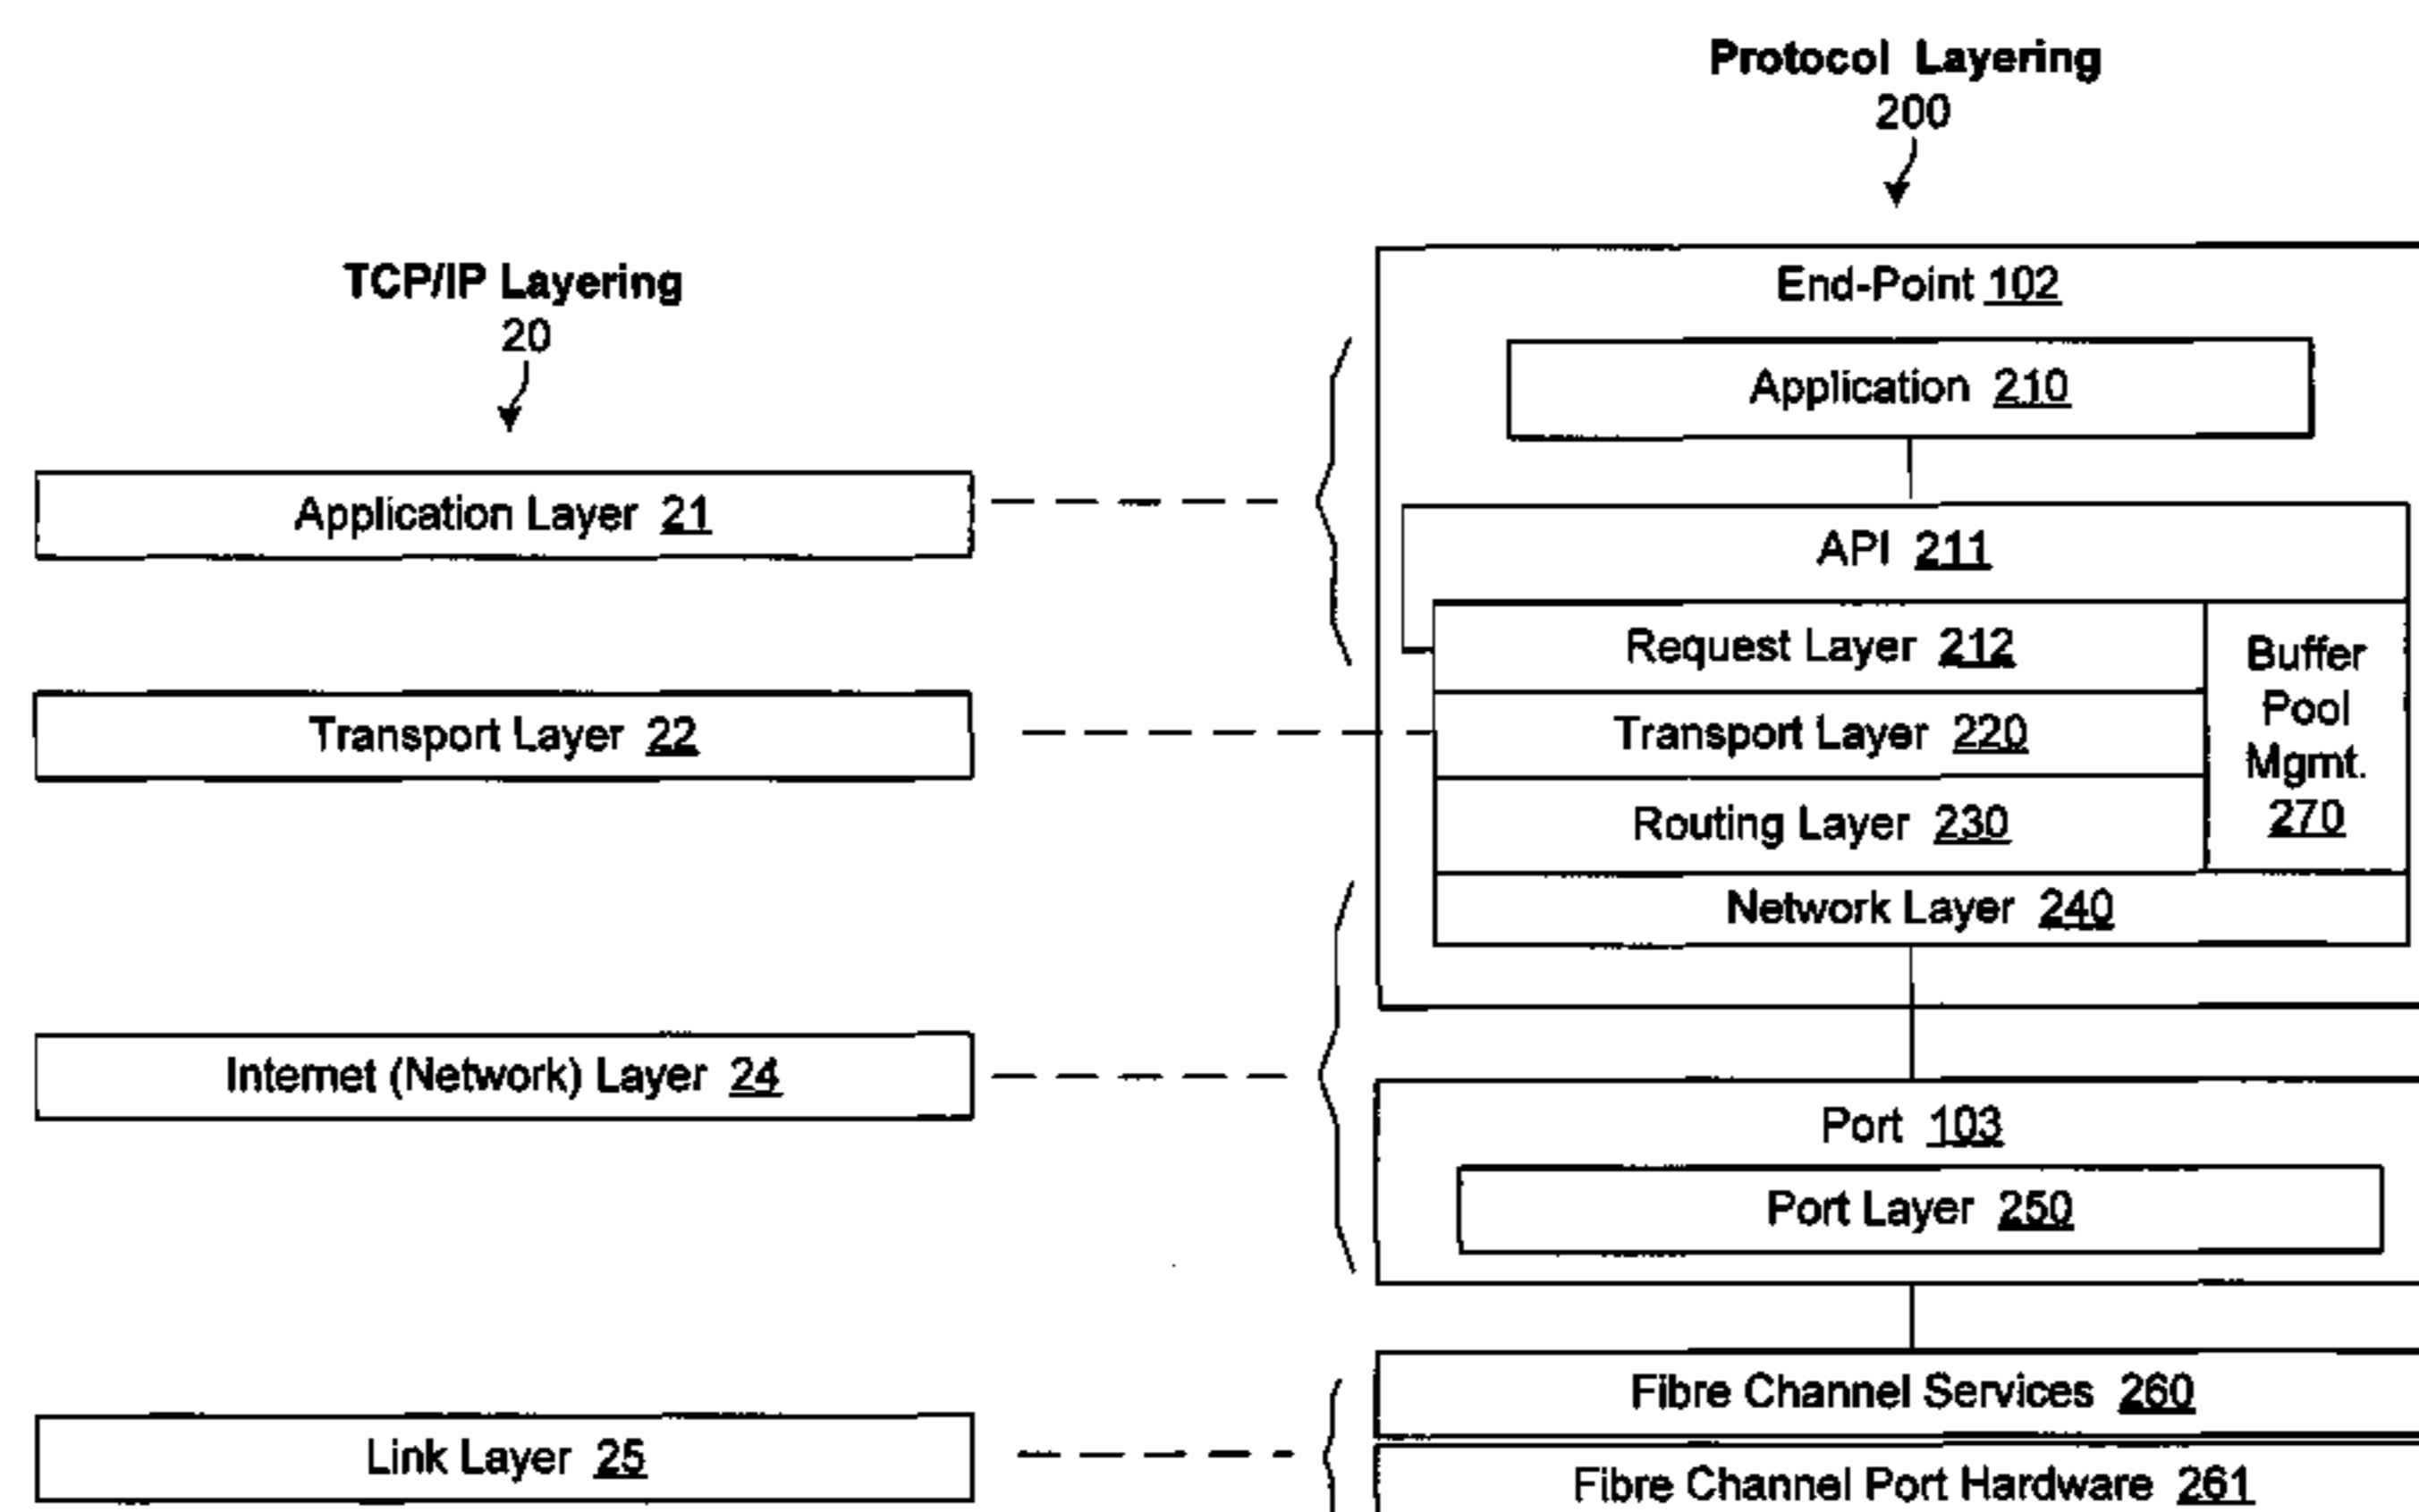 Protocol Layering
200
TCP/IP Layering
20
End-Point 102
Application 210
Application Layer 21
API 211
Request Layer 212
Buffer
Pool
Mgmt.
270
Transport Layer 22
Transport Layer 220
Routing Layer 230
Network Layer 240
Internet (Network) Layer 24
Port 103
Port Layer 250
Fibre Channel Services 260
Link Layer 25
Fibre Channel Port Hardware 261